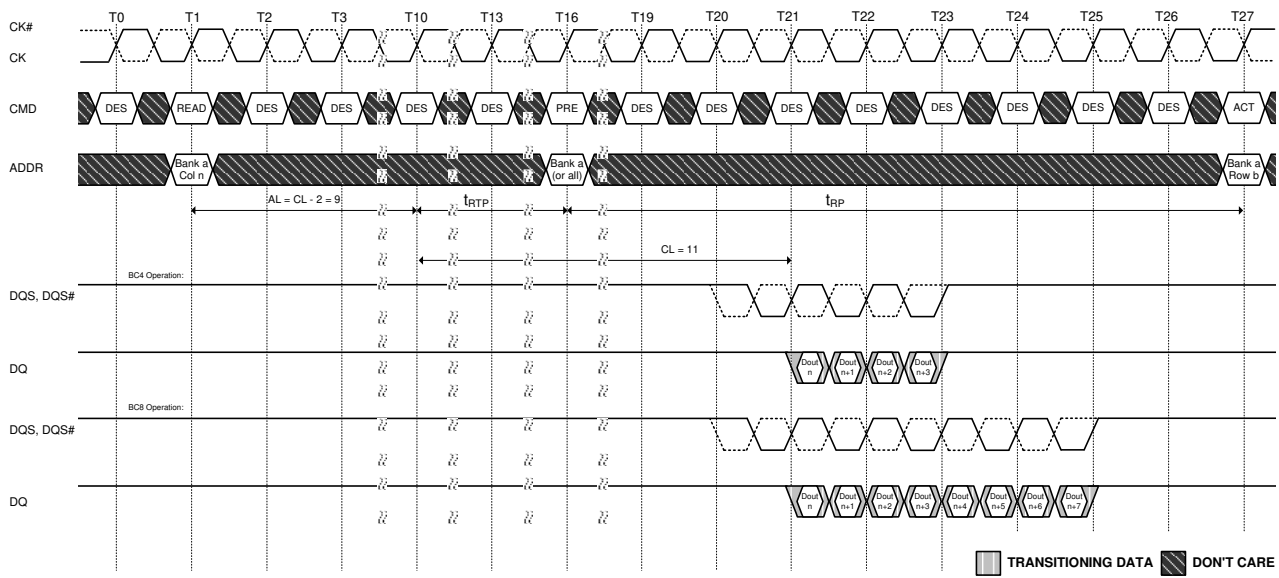 T0 T1 T2 T3 T10 T13 T16 T19 T20 T21 T22 T23 T24 T25 T26 T27
CK#
CK
CMD DES READ DES DES DES DES PRE DES DES DES DES DES DES DES DES ACT
ADDR
Bank a
Col n
Bank a
(or all)
Bank a
Row b
AL = CL - 2 = 9
tRTP
tRP
CL = 11
BC4 Operation:
DQS, DQS#
DQ
Dout
n
Dout
n+1
Dout
n+2
Dout
n+3
BC8 Operation:
DQS, DQS#
DQ
Dout
n
Dout
n+1
Dout
n+2
Dout
n+3
Dout
n+4
Dout
n+5
Dout
n+6
Dout
n+7
TRANSITIONING DATA
DON'T CARE